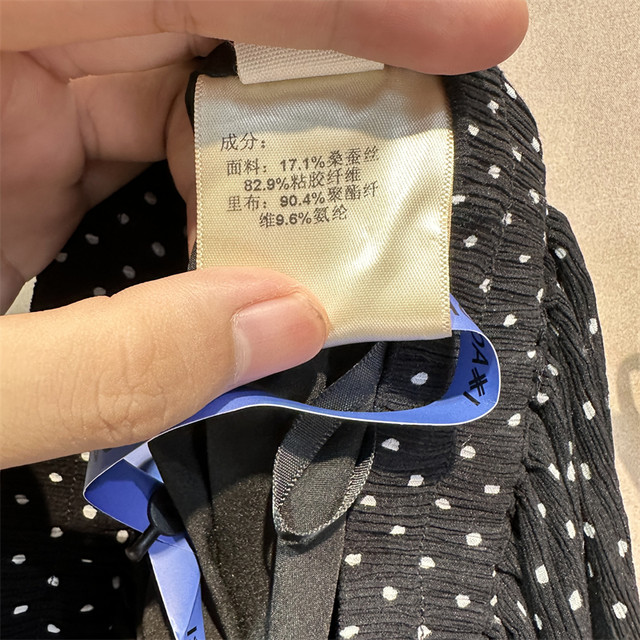 成分：
面料：17.1%桑蚕丝
82.9%粘胶纤维
里布：90.4%聚酯纤
维9.6%氨纶